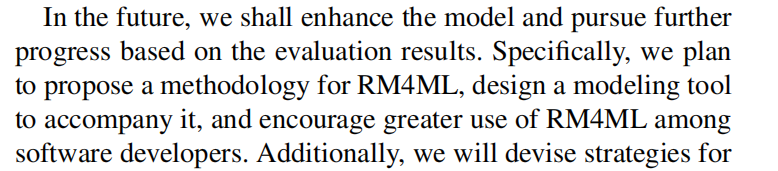 In the future, we shall enhance the model and pursue further
progress based on the evaluation results. Specifically, we plan
to propose a methodology for RM4ML, design a modeling tool
to accompany it, and encourage greater use of RM4ML among
software developers. Additionally, we will devise strategies for